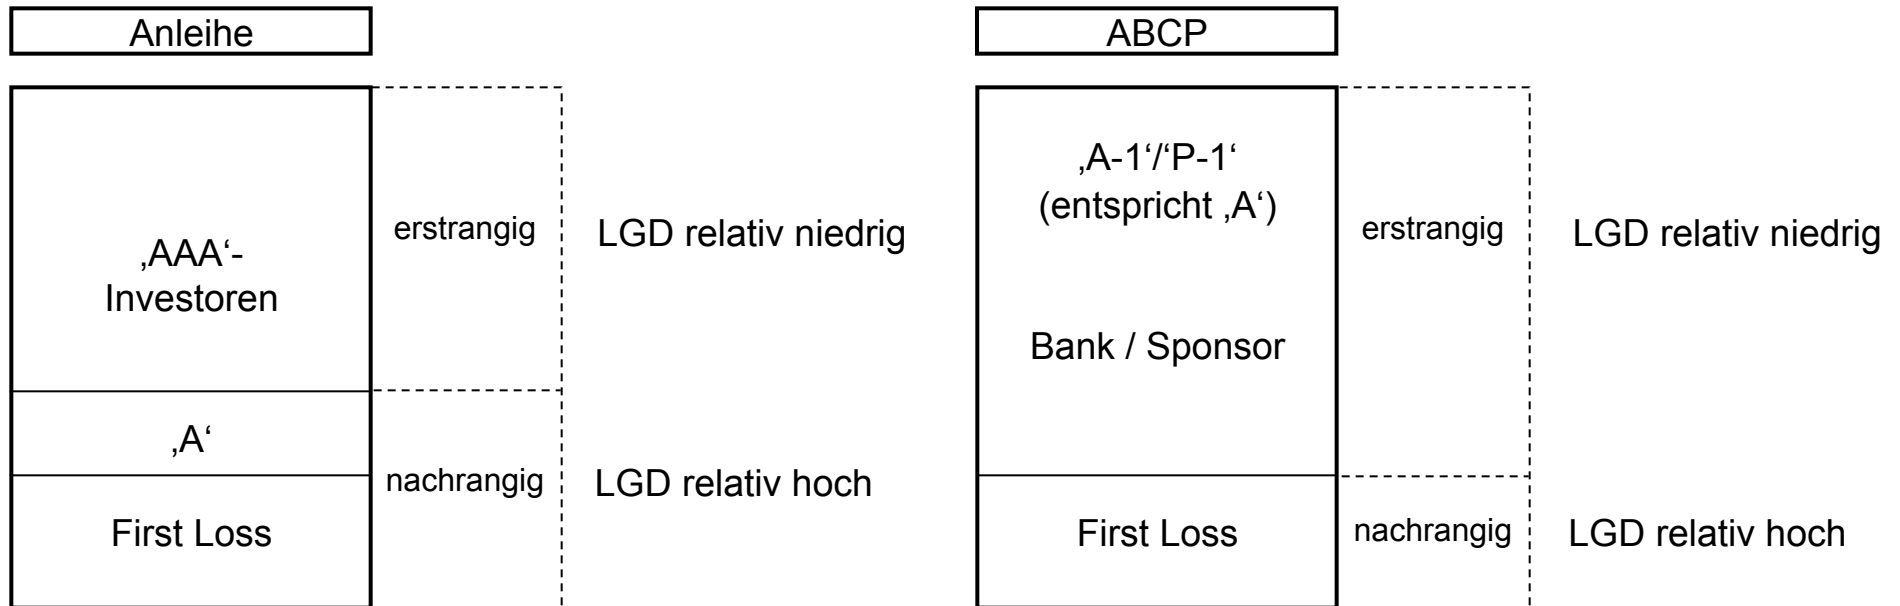 Anleihe
‚AAA‘-
Investoren
‚A‘
First Loss
erstrangig
nachrangig
LGD relativ niedrig
LGD relativ hoch
ABCP
‚A-1‘/‘P-1‘
(entspricht ‚A‘)
Bank / Sponsor
First Loss
erstrangig
nachrangig
LGD relativ niedrig
LGD relativ hoch